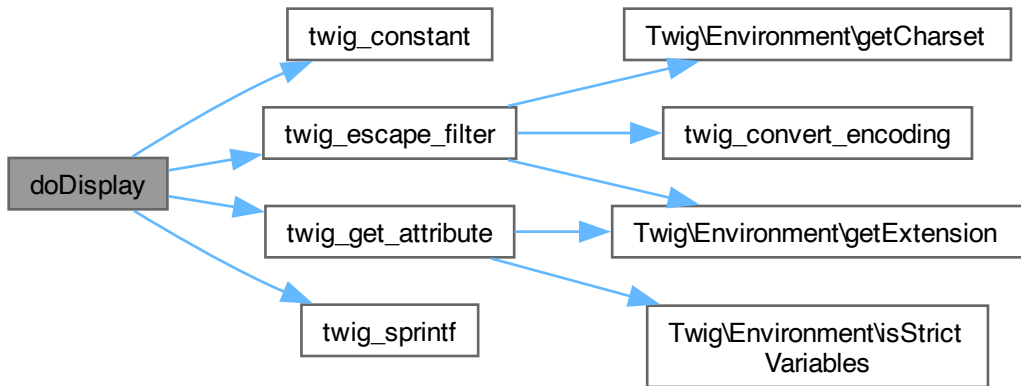 doDisplay
twig_constant
twig_escape_filter
twig_get_attribute
twig_sprintf
Twig\Environment\getCharset
twig_convert_encoding
Twig\Environment\getExtension
Twig\Environment\isStrict
Variables